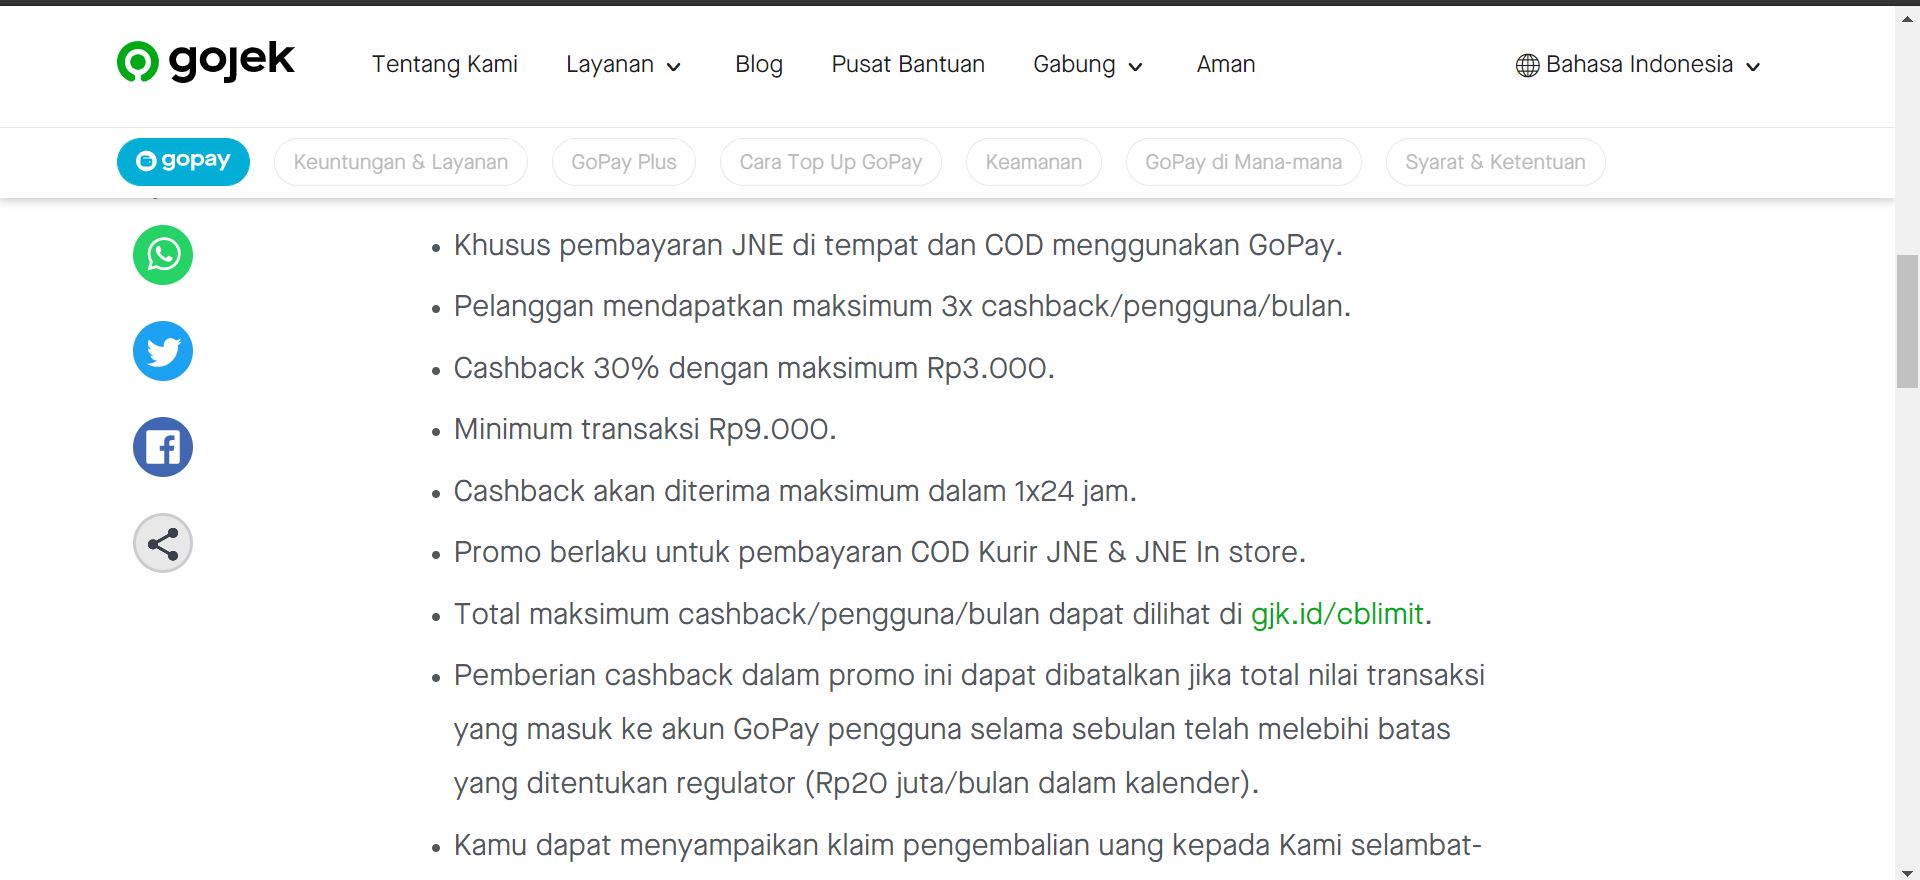 gojek
Tentang Kami
Layanan
Blog
Pusat Bantuan
Gabung
Aman
Bahasa Indonesia
gopay
Keuntungan & Layanan
GoPay Plus
Cara Top Up GoPay
Keamanan
GoPay di Mana-mana
Syarat & Ketentuan
• Khusus pembayaran JNE di tempat dan COD menggunakan GoPay.
• Pelanggan mendapatkan maksimum 3x cashback/pengguna/bulan.
• Cashback 30% dengan maksimum Rp3.000.
• Minimum transaksi Rp9.000.
• Cashback akan diterima maksimum dalam 1x24 jam.
• Promo berlaku untuk pembayaran COD Kurir JNE & JNE In store.
• Total maksimum cashback/pengguna/bulan dapat dilihat di gjk.id/cblimit.
• Pemberian cashback dalam promo ini dapat dibatalkan jika total nilai transaksi
yang masuk ke akun GoPay pengguna selama sebulan telah melebihi batas
yang ditentukan regulator (Rp20 juta/bulan dalam kalender).
• Kamu dapat menyampaikan klaim pengembalian uang kepada Kami selambat-